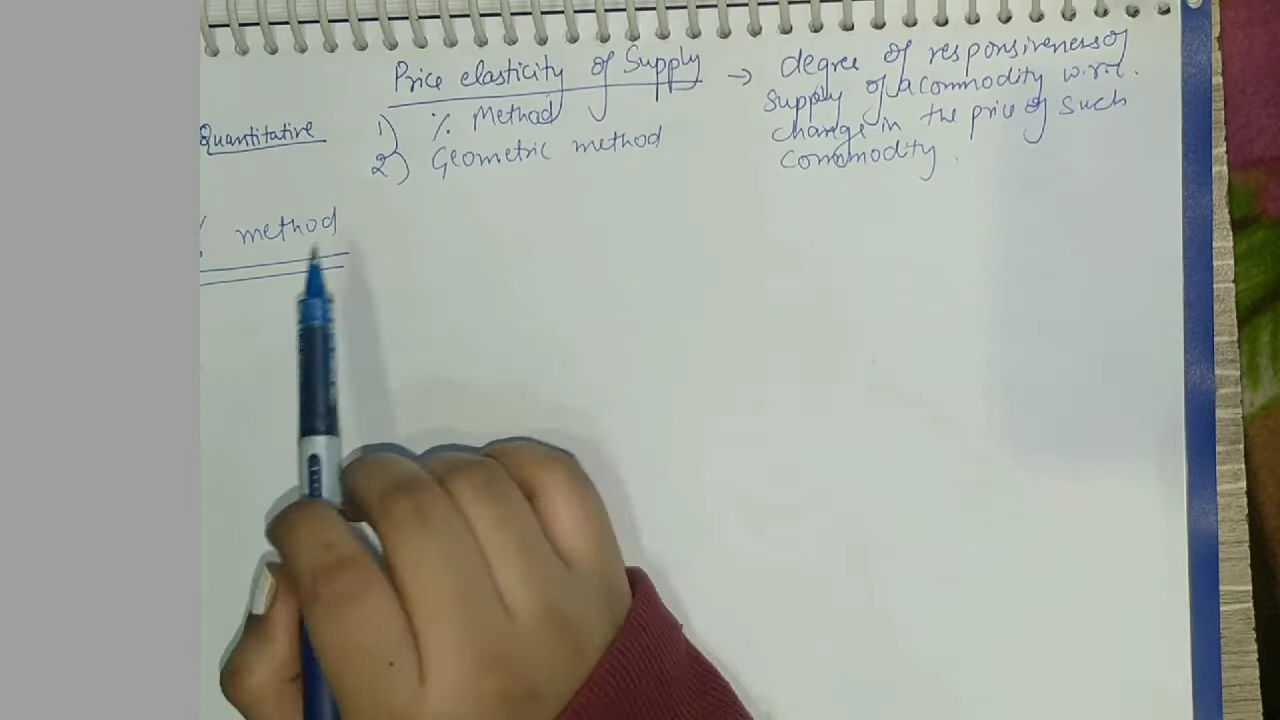 Price elasticity of Supply → degree of responsiveness of
supply of a commodity w.r.t.
change in the price of such
commodity.
Quantitative
1) % Method
2) Geometric method
% method